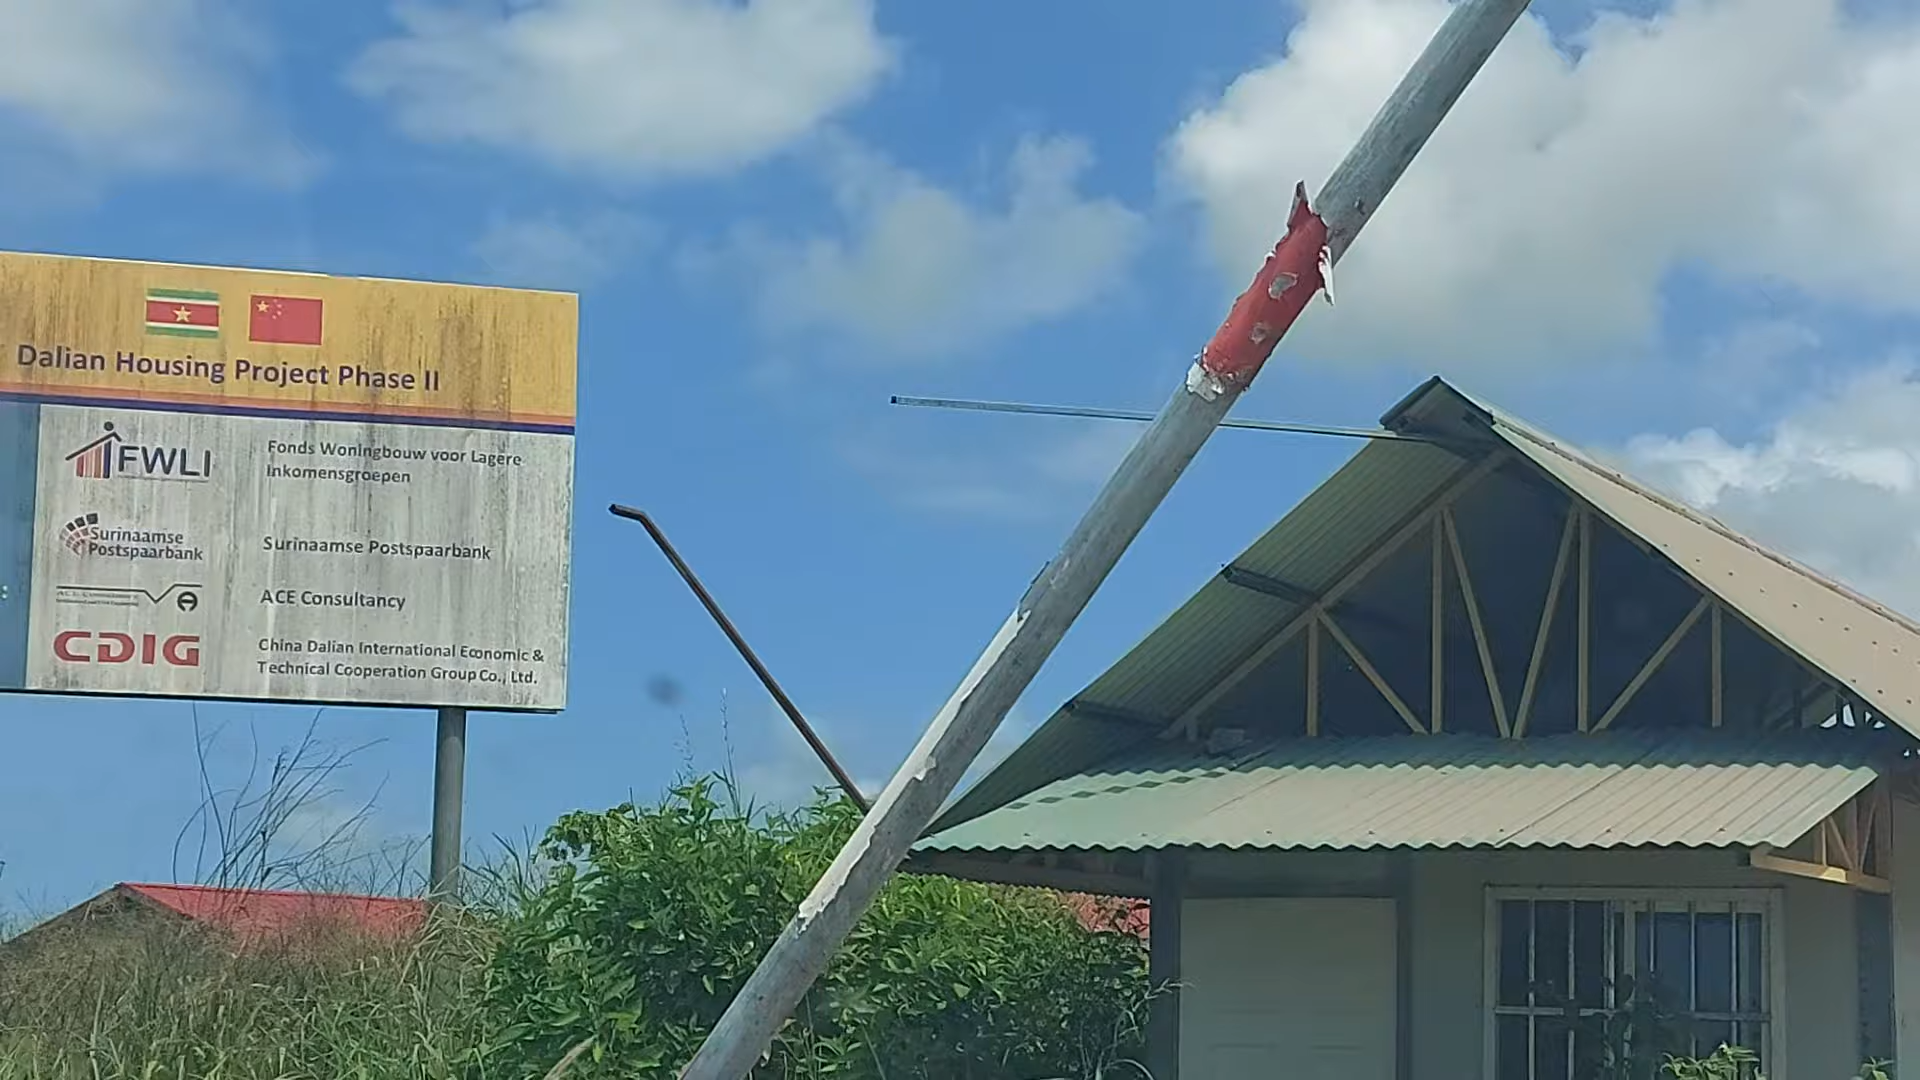 Dalian Housing Project Phase II
FWLI
Fonds Woningbouw voor Lagere
Inkomensgroepen
Surinaamse
Postspaarbank
Surinaamse Postspaarbank
ACE Consultancy
CDIG
China Dalian International Economic &
Technical Cooperation Group Co., Ltd.